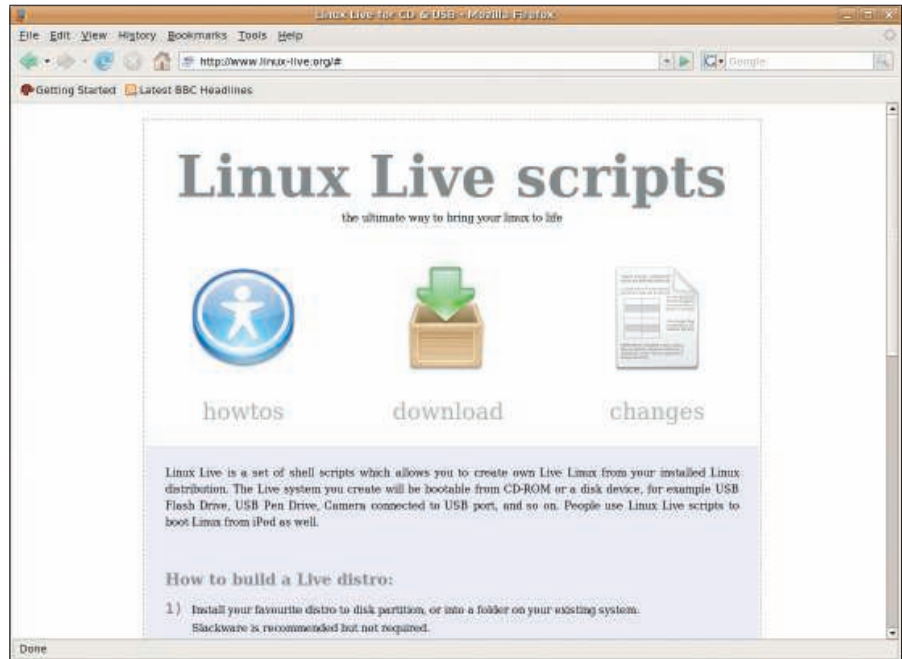 Linux Live for CD & USB - Mozilla Firefox
File Edit View History Bookmarks Tools Help
http://www.linux-live.org/#
Google
Getting Started Latest BBC Headlines
Linux Live scripts
the ultimate way to bring your linux to life
howtos download changes
Linux Live is a set of shell scripts which allows you to create own Live Linux from your installed Linux
distribution. The Live system you create will be bootable from CD-ROM or a disk device, for example USB
Flash Drive, USB Pen Drive, Camera connected to USB port, and so on. People use Linux Live scripts to
boot Linux from iPod as well.
How to build a Live distro:
1) Install your favourite distro to disk partition, or into a folder on your existing system.
Slackware is recommended but not required.
Done